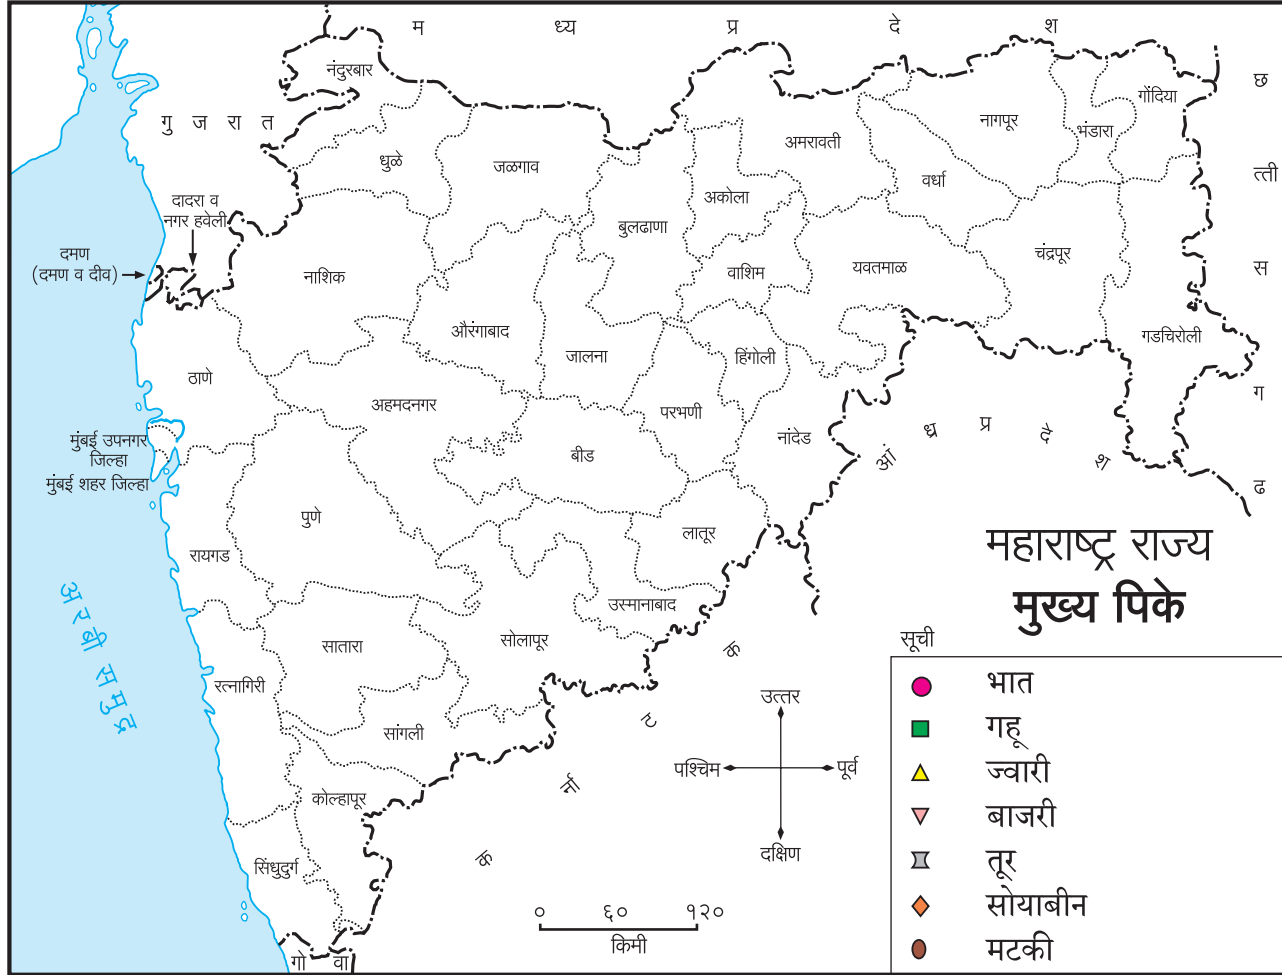 म ध्य प्र दे श
नंदुरबार
छ
गोंदिया
गु ज रा त
नागपूर
भंडारा
धुळे
जळगाव
अमरावती
त्ती
वर्धा
अकोला
दादरा व
नगर हवेली
बुलढाणा
दमण
(दमण व दीव)
नाशिक
वाशिम
यवतमाळ
चंद्रपूर
स
औरंगाबाद
जालना
हिंगोली
गडचिरोली
ठाणे
अहमदनगर
परभणी
ग
मुंबई उपनगर
जिल्हा
मुंबई शहर जिल्हा
बीड
नांदेड
आं ध्र प्र दे श
ढ
पुणे
लातूर
रायगड
महाराष्ट्र राज्य
मुख्य पिके
अरबी समुद्र
उस्मानाबाद
सातारा
सोलापूर
सूची
रत्नागिरी
सांगली
क र्ना ट क
उत्तर
पश्चिम
पूर्व
दक्षिण
कोल्हापूर
सिंधुदुर्ग
भात
गहू
ज्वारी
बाजरी
तूर
सोयाबीन
मटकी
० ६० १२०
किमी
गो वा